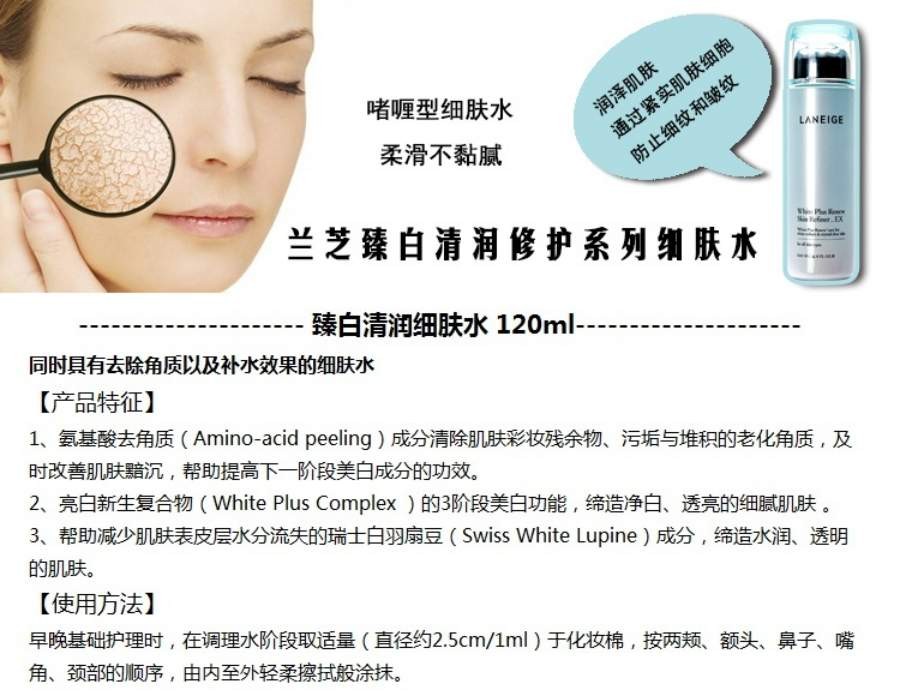 啫喱型细肤水
柔滑不黏腻
润泽肌肤
通过紧实肌肤细胞
防止细纹和皱纹
LANEIGE
White Plus Renew
Skin Refiner_EX
兰芝臻白清润修护系列细肤水
--------------------- 臻白清润细肤水 120ml---------------------
同时具有去除角质以及补水效果的细肤水
【产品特征】
1、氨基酸去角质（Amino-acid peeling）成分清除肌肤彩妆残余物、污垢与堆积的老化角质，及
时改善肌肤黯沉，帮助提高下一阶段美白成分的功效。
2、亮白新生复合物（White Plus Complex ）的3阶段美白功能，缔造净白、透亮的细腻肌肤 。
3、帮助减少肌肤表皮层水分流失的瑞士白羽扇豆（Swiss White Lupine）成分，缔造水润、透明
的肌肤。
【使用方法】
早晚基础护理时，在调理水阶段取适量（直径约2.5cm/1ml）于化妆棉，按两颊、额头、鼻子、嘴
角、颈部的顺序，由内至外轻柔擦拭般涂抹。